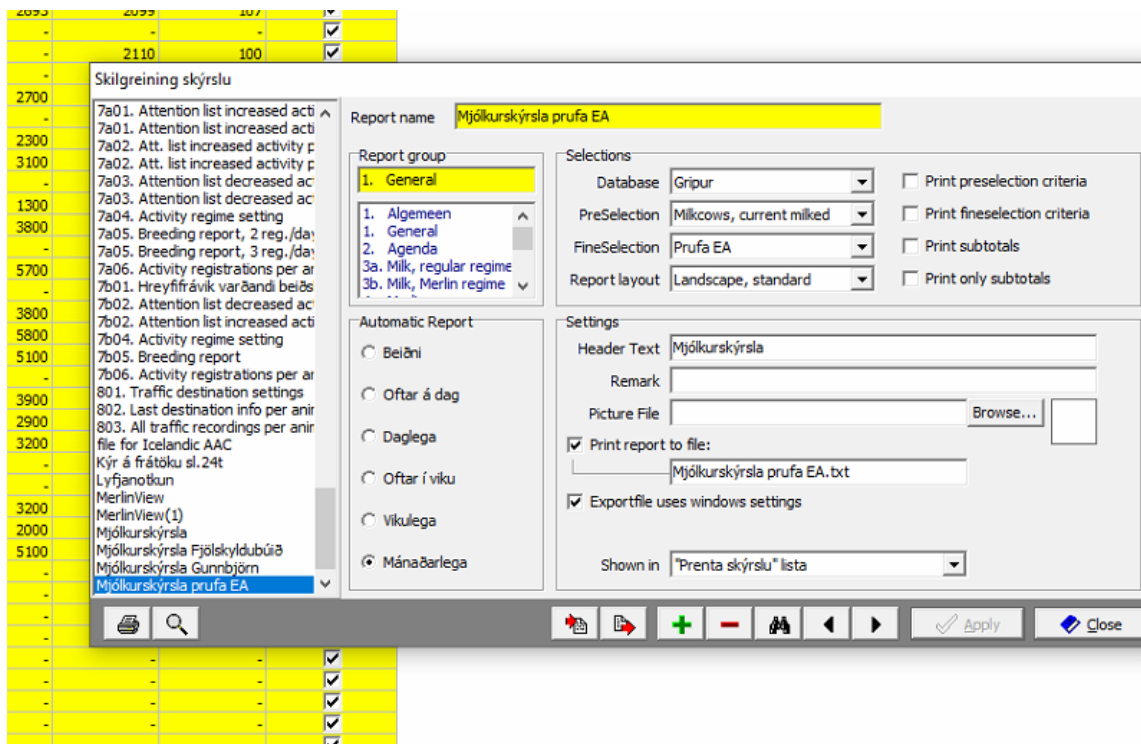 2693 2099 107
- - -
- 2110 100
-
2700
-
2300
3100
-
1300
3800
-
5700
-
3800
5800
5100
-
3900
2900
3200
-
-
3200
2000
5100
-
-
-
-
- - -
- - -
- - -
- - -
Skilgreining skýrslu
7a01. Attention list increased acti
7a01. Attention list increased acti
7a02. Att. list increased activity p
7a02. Att. list increased activity p
7a03. Attention list decreased ac
7a03. Attention list decreased ac
7a04. Activity regime setting
7a05. Breeding report, 2 reg./day
7a05. Breeding report, 3 reg./day
7a06. Activity registrations per an
7b01. Hreyfifrávik varðandi beiðs
7b02. Attention list decreased ac
7b02. Attention list increased acti
7b04. Activity regime setting
7b05. Breeding report
7b06. Activity registrations per an
801. Traffic destination settings
802. Last destination info per anim
803. All traffic recordings per anim
file for Icelandic AAC
Kýr á frátöku sl.24t
Lyfjanotkun
MerlinView
MerlinView(1)
Mjólkurskýrsla
Mjólkurskýrsla Fjölskyldubúið
Mjólkurskýrsla Gunnbjörn
Mjólkurskýrsla prufa EA
Report name Mjólkurskýrsla prufa EA
Report group
1. General
1. Algemeen
1. General
2. Agenda
3a. Milk, regular regime
3b. Milk, Merlin regime
Automatic Report
Beiðni
Oftar á dag
Daglega
Oftar í viku
Vikulega
Mánaðarlega
Selections
Database Gripur Print preselection criteria
PreSelection Milkcows, current milked Print fineselection criteria
FineSelection Prufa EA Print subtotals
Report layout Landscape, standard Print only subtotals
Settings
Header Text Mjólkurskýrsla
Remark
Picture File Browse...
Print report to file:
Mjólkurskýrsla prufa EA.txt
Exportfile uses windows settings
Shown in "Prenta skýrslu" lista
Apply Close